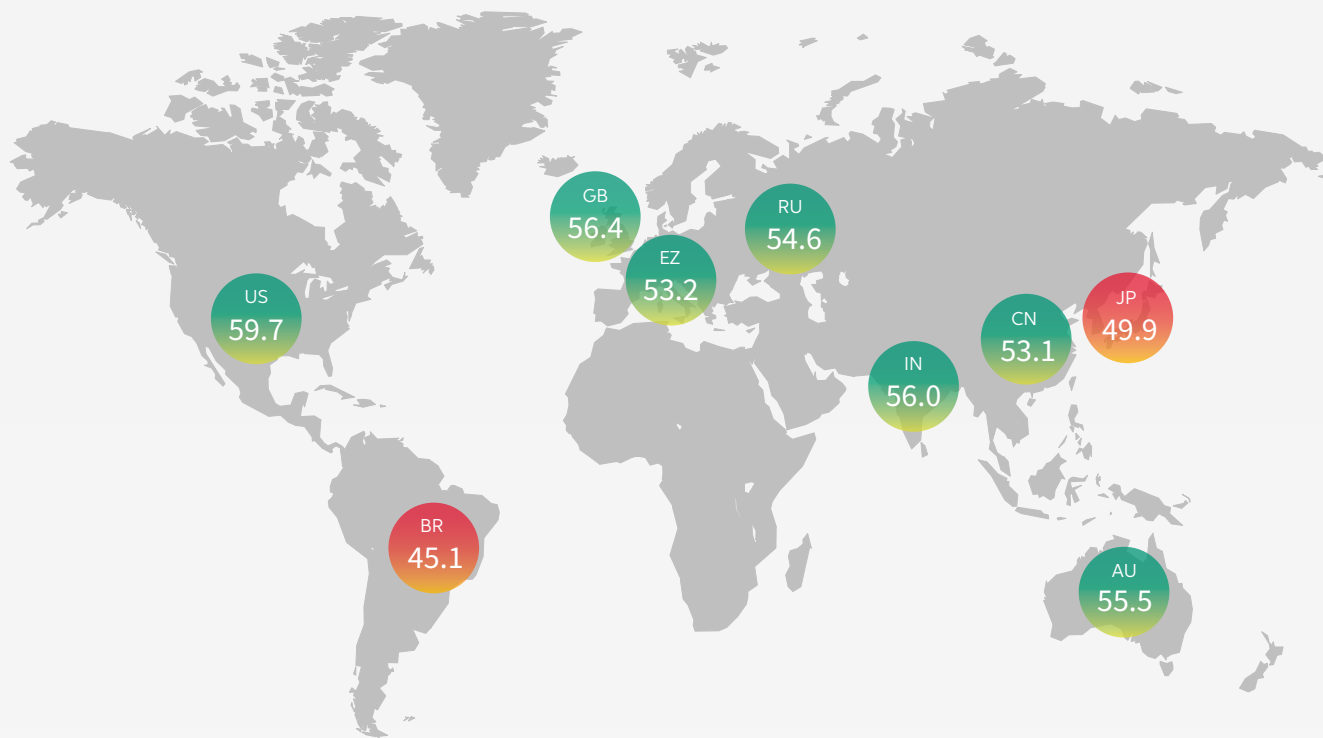 GB
56.4
RU
54.6
EZ
53.2
US
59.7
JP
49.9
CN
53.1
IN
56.0
BR
45.1
AU
55.5